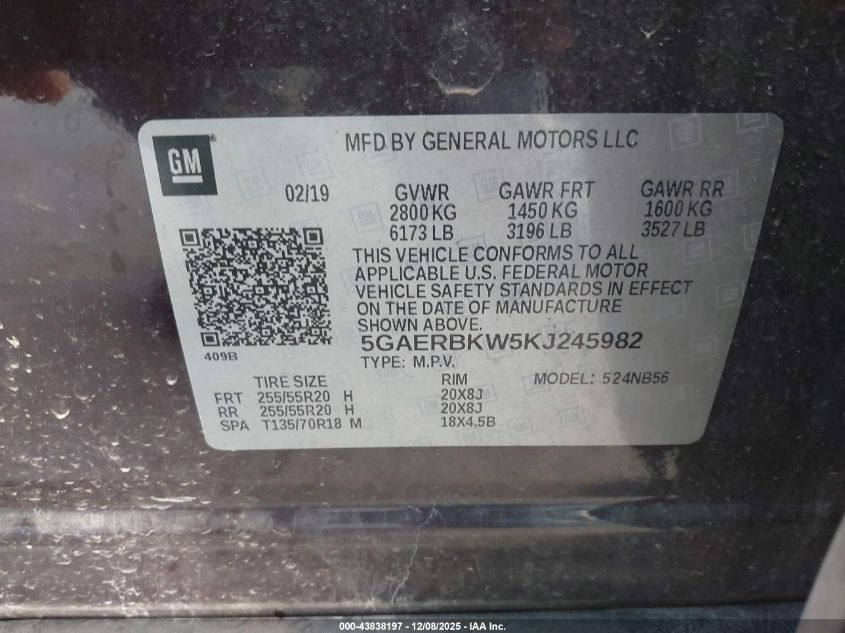 GM
MFD BY GENERAL MOTORS LLC
02/19 GVWR GAWR FRT GAWR RR
2800 KG 1450 KG 1600 KG
6173 LB 3196 LB 3527 LB
THIS VEHICLE CONFORMS TO ALL
APPLICABLE U.S. FEDERAL MOTOR
VEHICLE SAFETY STANDARDS IN EFFECT
ON THE DATE OF MANUFACTURE
SHOWN ABOVE.
409B
5GAERBKW5KJ245982
TYPE: M.P.V.
TIRE SIZE RIM MODEL: 524NB56
FRT 255/55R20 H 20X8J
RR 255/55R20 H 20X8J
SPA T135/70R18 M 18X4.5B
000-43838197 - 12/08/2025 - IAA Inc.